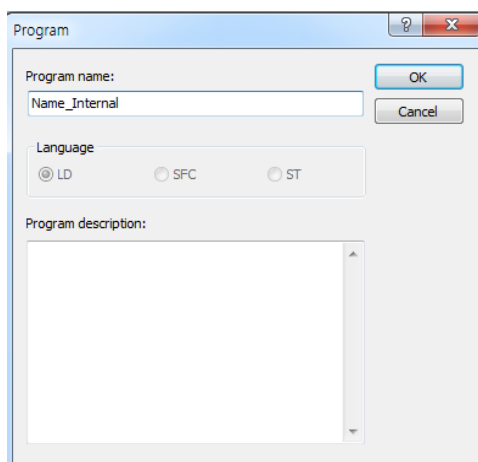 Program
?
X
Program name:
OK
Name_Internal
Cancel
Language
LD
SFC
ST
Program description: